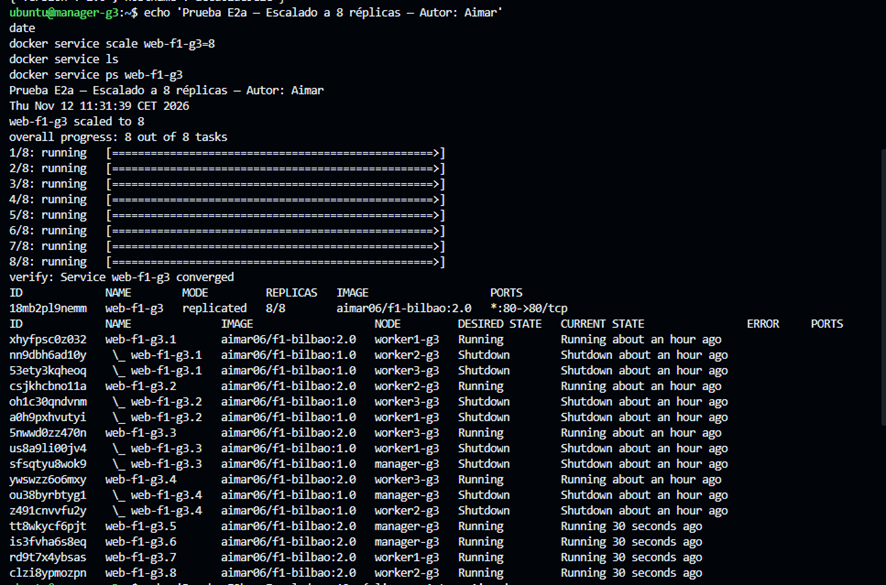 ubuntu@manager-g3:~$ echo 'Prueba E2a — Escalado a 8 réplicas — Autor: Aimar'
date
docker service scale web-f1-g3=8
docker service ls
docker service ps web-f1-g3
Prueba E2a — Escalado a 8 réplicas — Autor: Aimar
Thu Nov 12 11:31:39 CET 2026
web-f1-g3 scaled to 8
overall progress: 8 out of 8 tasks
1/8: running   [==================================================>]
2/8: running   [==================================================>]
3/8: running   [==================================================>]
4/8: running   [==================================================>]
5/8: running   [==================================================>]
6/8: running   [==================================================>]
7/8: running   [==================================================>]
8/8: running   [==================================================>]
verify: Service web-f1-g3 converged
ID             NAME        MODE         REPLICAS   IMAGE                  PORTS
18mb2pl9nemm   web-f1-g3   replicated   8/8        aimar06/f1-bilbao:2.0   *:80->80/tcp
ID             NAME              IMAGE                   NODE         DESIRED STATE   CURRENT STATE               ERROR     PORTS
xhyfpsc0z032   web-f1-g3.1       aimar06/f1-bilbao:2.0   worker1-g3   Running         Running about an hour ago
nn9dbh6ad10y    \_ web-f1-g3.1   aimar06/f1-bilbao:1.0   worker2-g3   Shutdown        Shutdown about an hour ago
53ety3kqheoq    \_ web-f1-g3.1   aimar06/f1-bilbao:1.0   worker3-g3   Shutdown        Shutdown about an hour ago
csjkhcbno11a   web-f1-g3.2       aimar06/f1-bilbao:2.0   worker2-g3   Running         Running about an hour ago
oh1c30qndvnm    \_ web-f1-g3.2   aimar06/f1-bilbao:1.0   worker3-g3   Shutdown        Shutdown about an hour ago
a0h9pxhvutyi    \_ web-f1-g3.2   aimar06/f1-bilbao:1.0   worker1-g3   Shutdown        Shutdown about an hour ago
5nwwd0zz470n   web-f1-g3.3       aimar06/f1-bilbao:2.0   worker3-g3   Running         Running about an hour ago
us8a9li00jv4    \_ web-f1-g3.3   aimar06/f1-bilbao:1.0   worker1-g3   Shutdown        Shutdown about an hour ago
sfsqtyu8wok9    \_ web-f1-g3.3   aimar06/f1-bilbao:1.0   manager-g3   Shutdown        Shutdown about an hour ago
ywswzz6o6mxy   web-f1-g3.4       aimar06/f1-bilbao:2.0   worker3-g3   Running         Running about an hour ago
ou38byrbtyg1    \_ web-f1-g3.4   aimar06/f1-bilbao:1.0   manager-g3   Shutdown        Shutdown about an hour ago
z491cnvvfu2y    \_ web-f1-g3.4   aimar06/f1-bilbao:1.0   worker2-g3   Shutdown        Shutdown about an hour ago
tt8wkycf6pjt   web-f1-g3.5       aimar06/f1-bilbao:2.0   manager-g3   Running         Running 30 seconds ago
is3fvha6s8eq   web-f1-g3.6       aimar06/f1-bilbao:2.0   manager-g3   Running         Running 30 seconds ago
rd9t7x4ybsas   web-f1-g3.7       aimar06/f1-bilbao:2.0   worker1-g3   Running         Running 30 seconds ago
clzi8ypmozpn   web-f1-g3.8       aimar06/f1-bilbao:2.0   worker2-g3   Running         Running 30 seconds ago